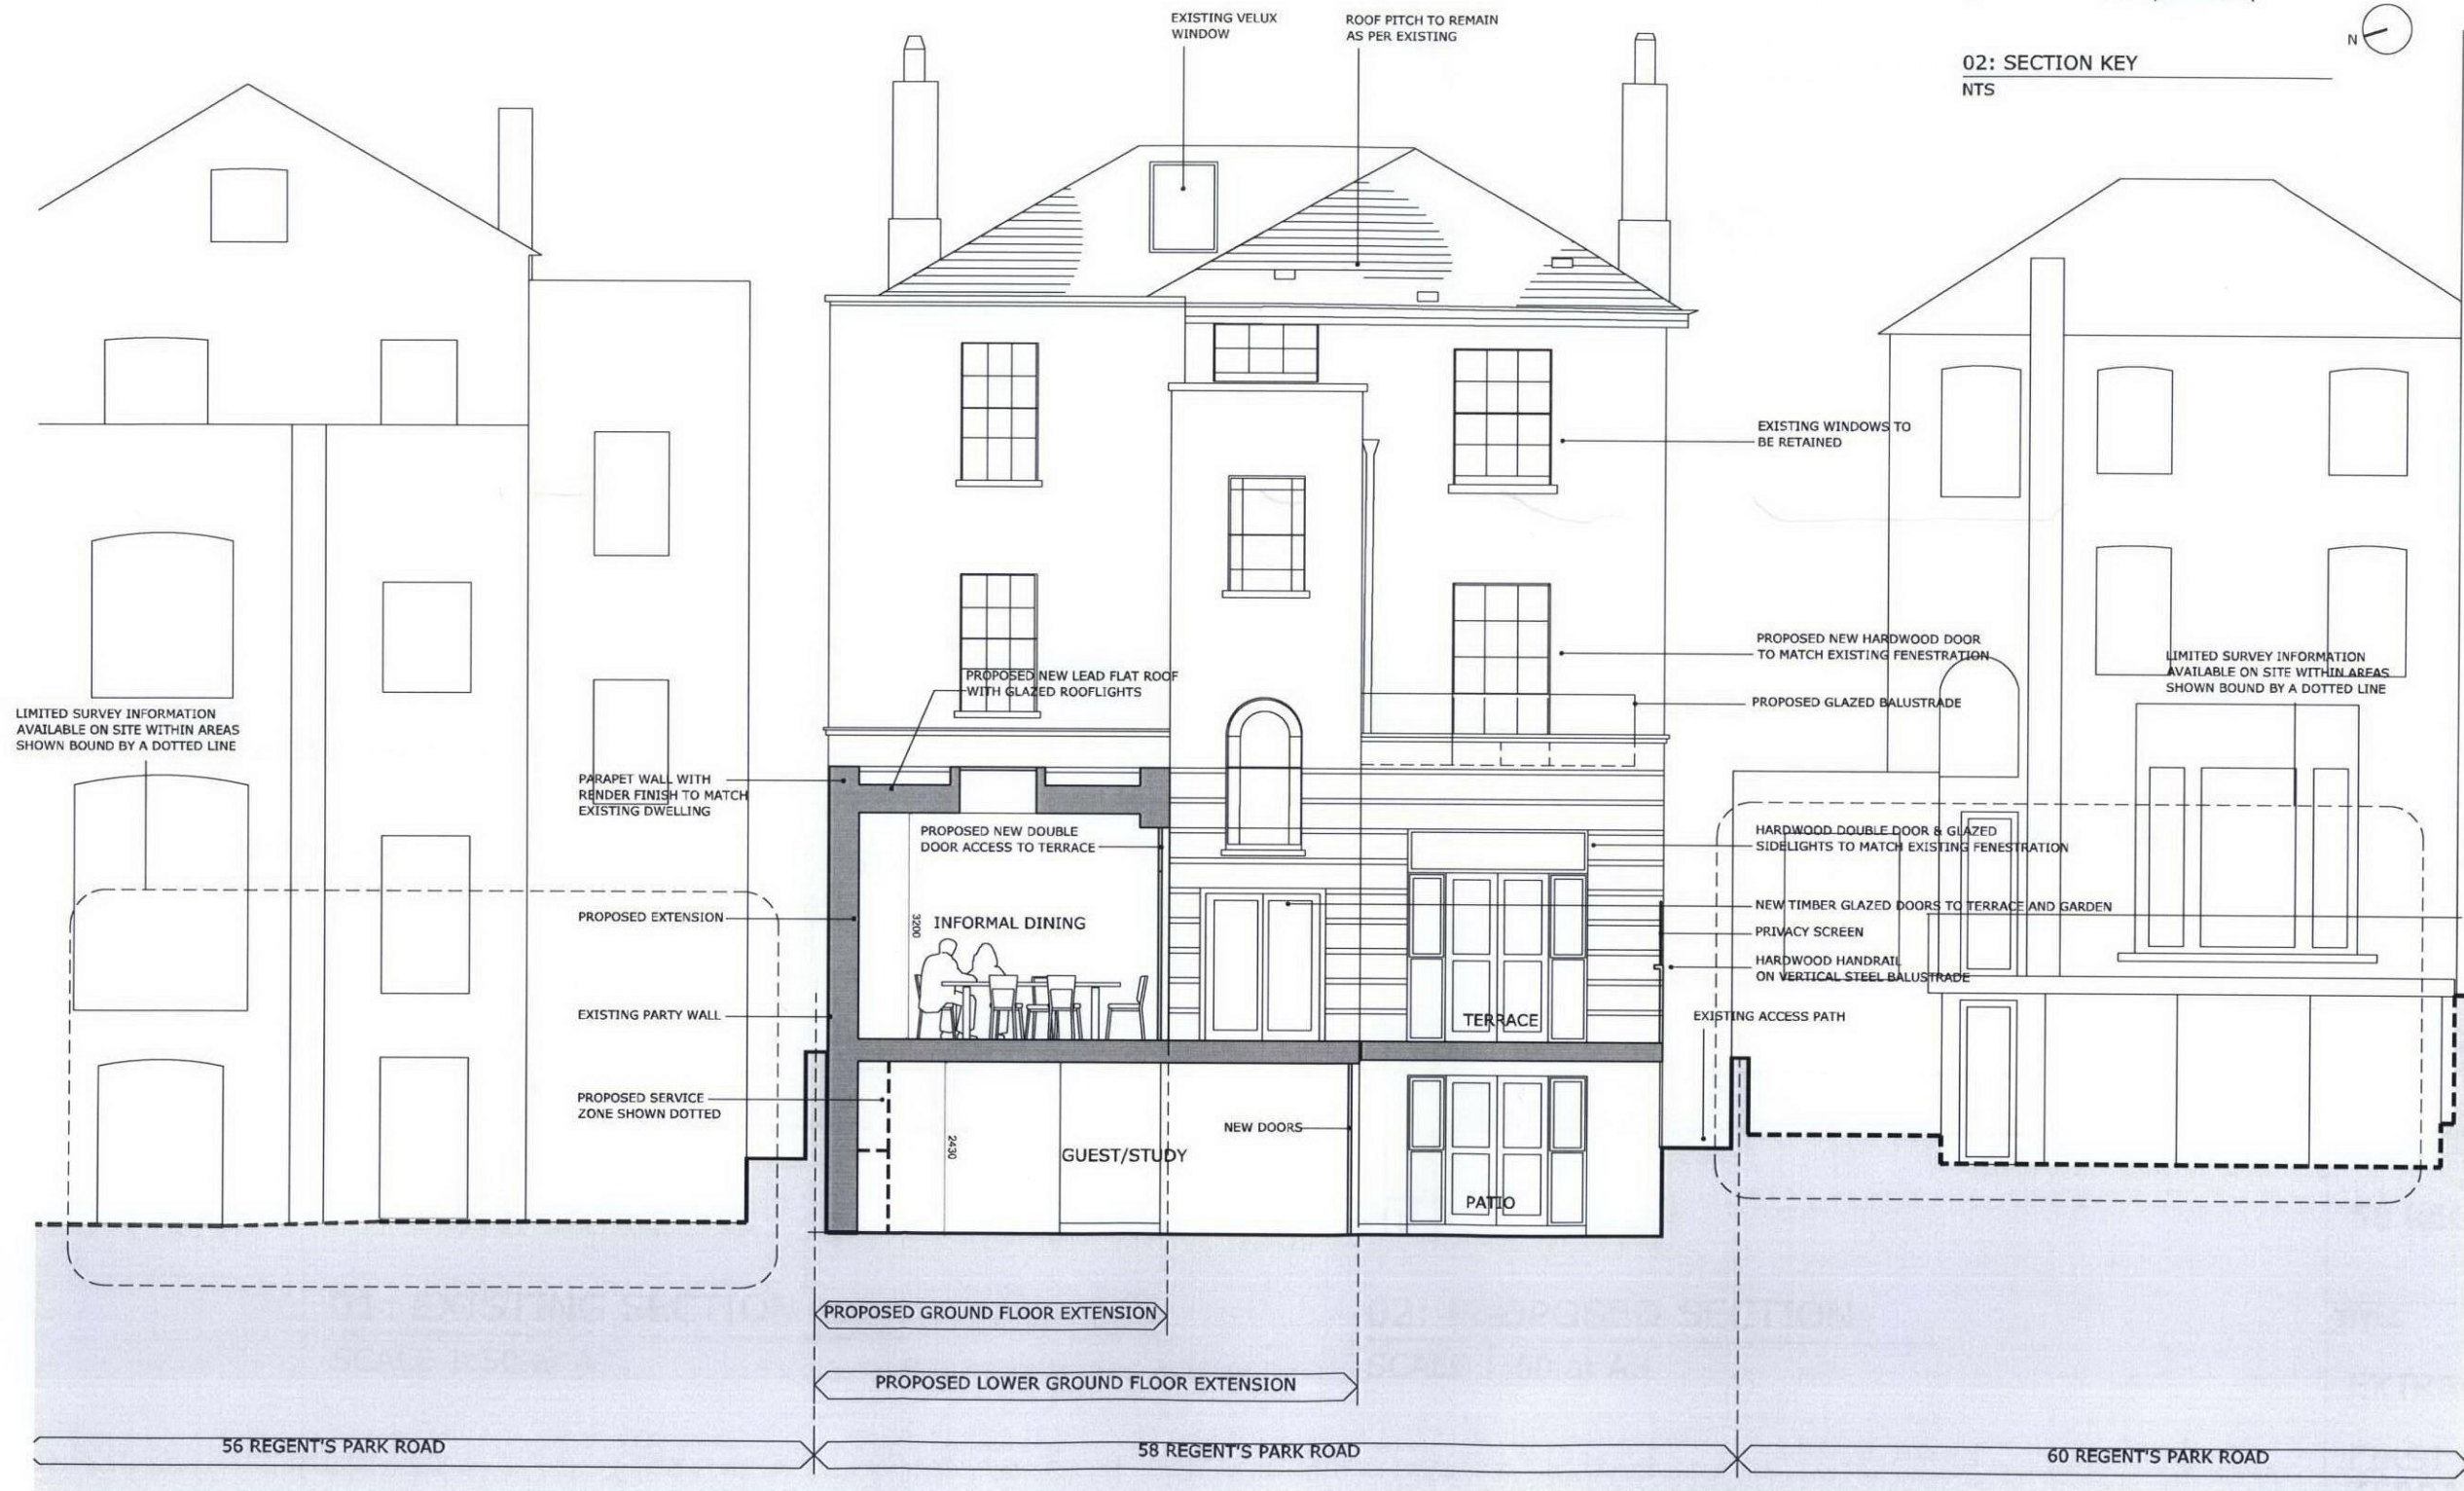 EXISTING VELUX
WINDOW
ROOF PITCH TO REMAIN
AS PER EXISTING
N
02: SECTION KEY
NTS
EXISTING WINDOWS TO
BE RETAINED
PROPOSED NEW HARDWOOD DOOR
TO MATCH EXISTING FENESTRATION
LIMITED SURVEY INFORMATION
AVAILABLE ON SITE WITHIN AREAS
SHOWN BOUND BY A DOTTED LINE
PROPOSED NEW LEAD FLAT ROOF
WITH GLAZED ROOFLIGHTS
PROPOSED GLAZED BALUSTRADE
LIMITED SURVEY INFORMATION
AVAILABLE ON SITE WITHIN AREAS
SHOWN BOUND BY A DOTTED LINE
PARAPET WALL WITH
RENDER FINISH TO MATCH
EXISTING DWELLING
PROPOSED NEW DOUBLE
DOOR ACCESS TO TERRACE
HARDWOOD DOUBLE DOOR & GLAZED
SIDELIGHTS TO MATCH EXISTING FENESTRATION
NEW TIMBER GLAZED DOORS TO TERRACE AND GARDEN
PROPOSED EXTENSION
3200
INFORMAL DINING
PRIVACY SCREEN
HARDWOOD HANDRAIL
ON VERTICAL STEEL BALUSTRADE
EXISTING PARTY WALL
TERRACE
EXISTING ACCESS PATH
PROPOSED SERVICE
ZONE SHOWN DOTTED
2430
GUEST/STUDY
NEW DOORS
PATIO
PROPOSED GROUND FLOOR EXTENSION
PROPOSED LOWER GROUND FLOOR EXTENSION
56 REGENT'S PARK ROAD
58 REGENT'S PARK ROAD
60 REGENT'S PARK ROAD